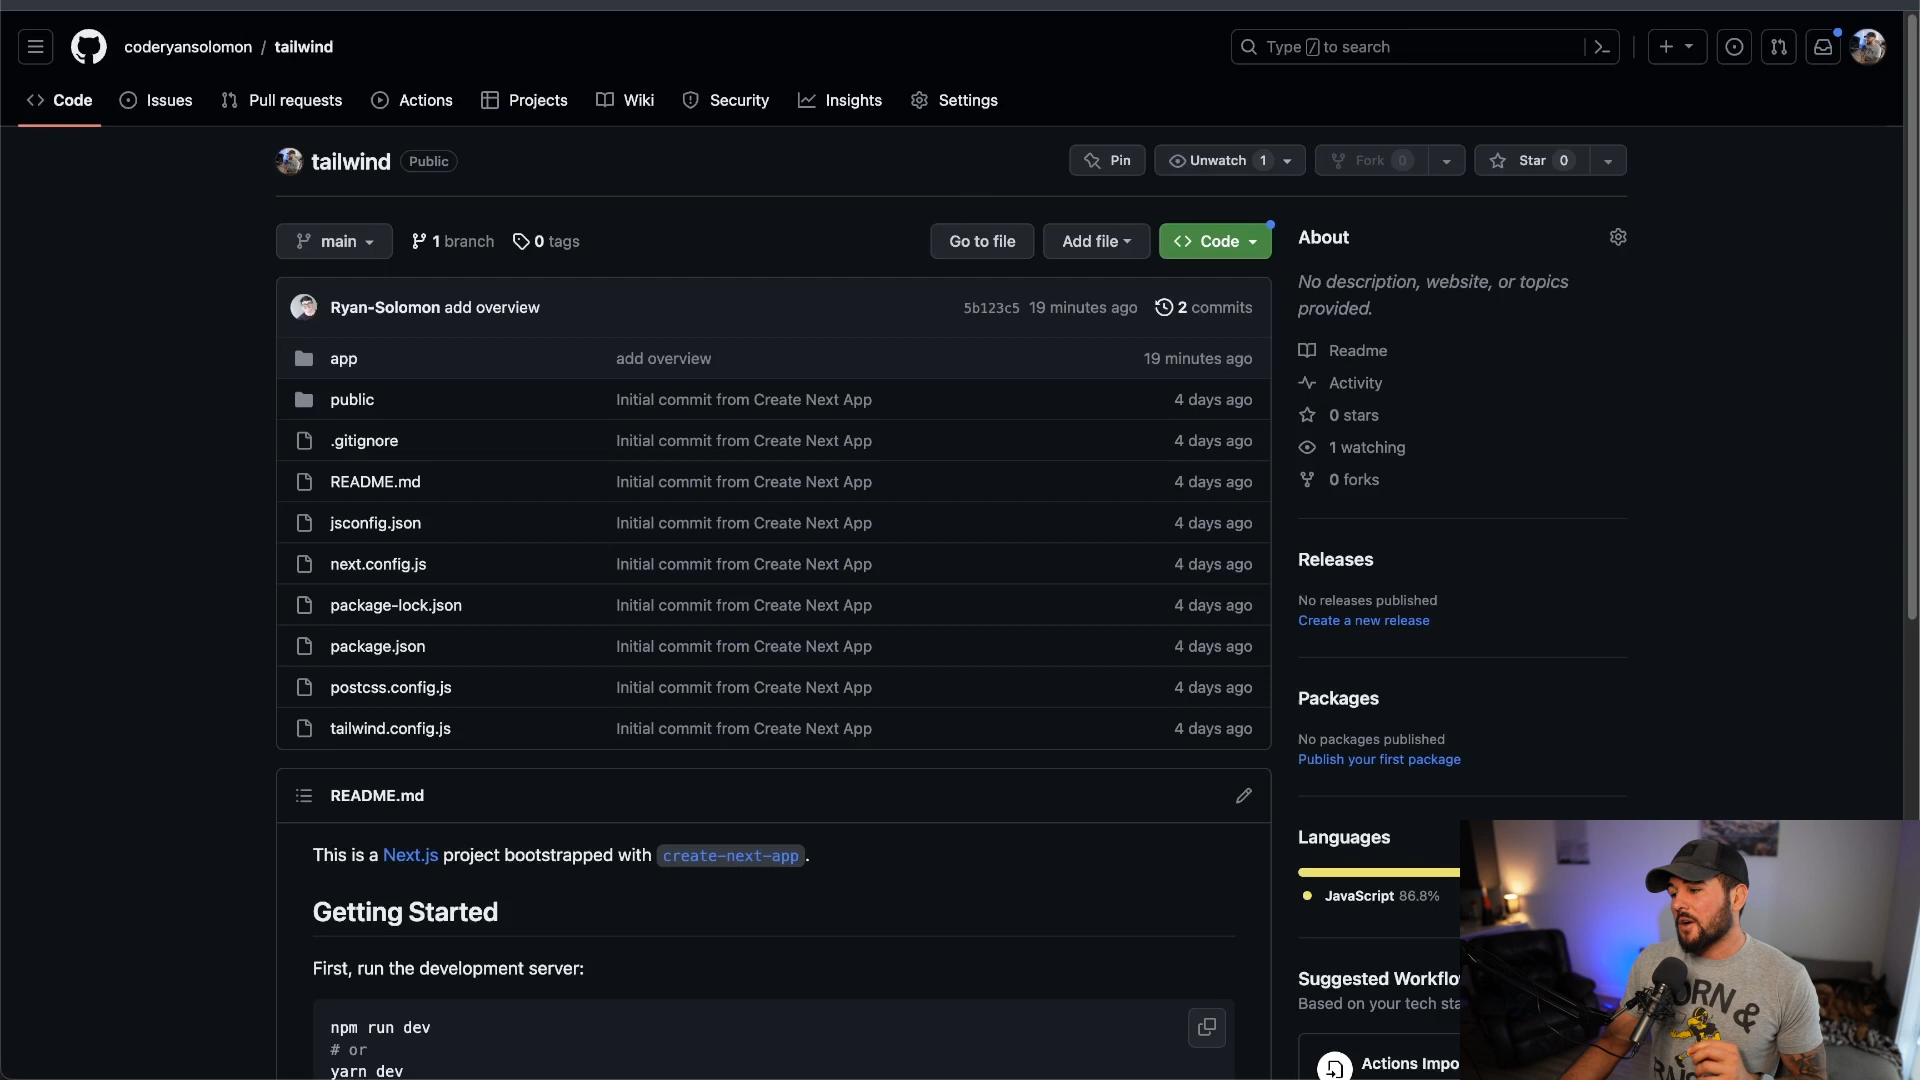 coderyansolomon / tailwind
Type / to search
Code Issues Pull requests Actions Projects Wiki Security Insights Settings
tailwind Public
Pin Unwatch 1 Fork 0 Star 0
main 1 branch 0 tags Go to file Add file Code
Ryan-Solomon add overview 5b123c5 19 minutes ago 2 commits
app add overview 19 minutes ago
public Initial commit from Create Next App 4 days ago
.gitignore Initial commit from Create Next App 4 days ago
README.md Initial commit from Create Next App 4 days ago
jsconfig.json Initial commit from Create Next App 4 days ago
next.config.js Initial commit from Create Next App 4 days ago
package-lock.json Initial commit from Create Next App 4 days ago
package.json Initial commit from Create Next App 4 days ago
postcss.config.js Initial commit from Create Next App 4 days ago
tailwind.config.js Initial commit from Create Next App 4 days ago
README.md
This is a Next.js project bootstrapped with create-next-app.
Getting Started
First, run the development server:
npm run dev
# or
yarn dev
About
No description, website, or topics
provided.
Readme
Activity
0 stars
1 watching
0 forks
Releases
No releases published
Create a new release
Packages
No packages published
Publish your first package
Languages
JavaScript 86.8%
Suggested Workflo
Based on your tech sta
Actions Impo